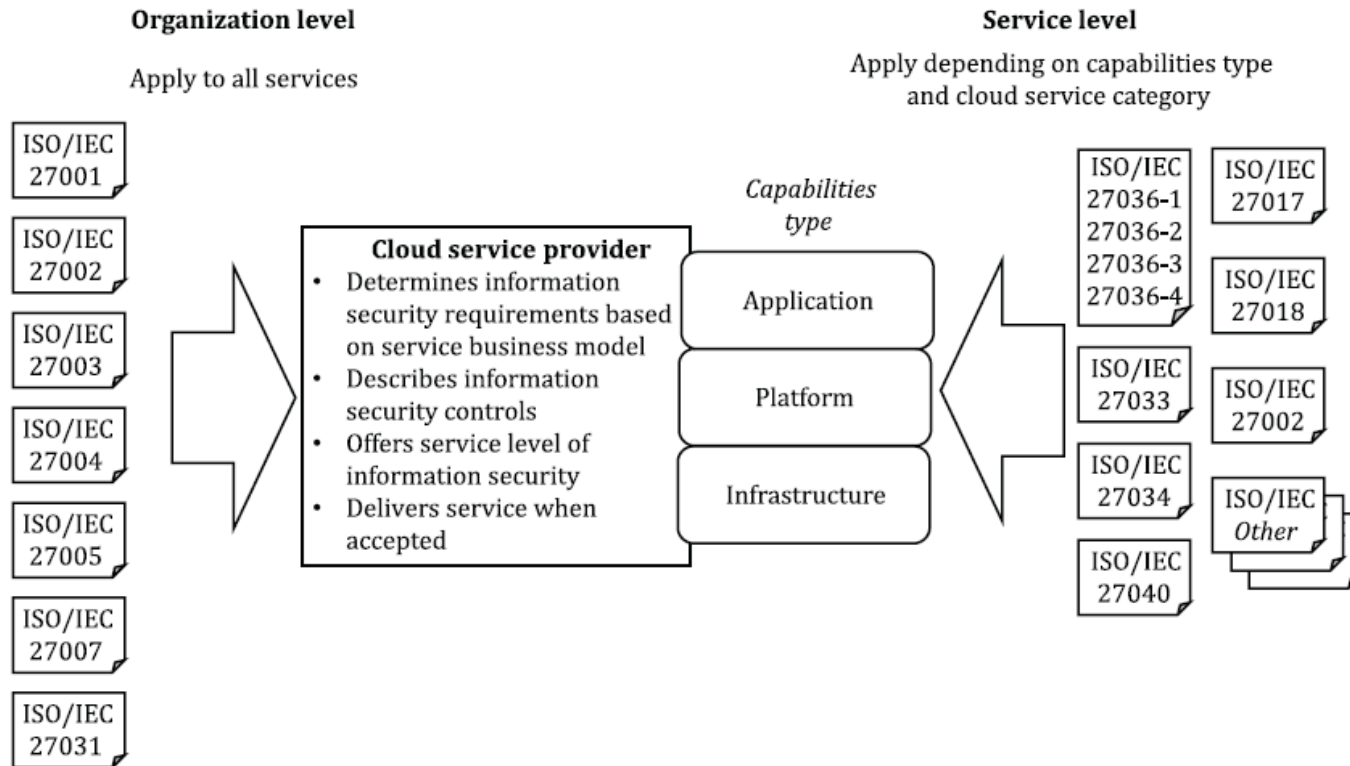 Organization level
Apply to all services
ISO/IEC
27001
ISO/IEC
27002
ISO/IEC
27003
ISO/IEC
27004
ISO/IEC
27005
ISO/IEC
27007
ISO/IEC
27031
Cloud service provider
• Determines information
security requirements based
on service business model
• Describes information
security controls
• Offers service level of
information security
• Delivers service when
accepted
Capabilities
type
Application
Platform
Infrastructure
Service level
Apply depending on capabilities type
and cloud service category
ISO/IEC
27036-1
27036-2
27036-3
27036-4
ISO/IEC
27033
ISO/IEC
27034
ISO/IEC
27040
ISO/IEC
27017
ISO/IEC
27018
ISO/IEC
27002
ISO/IEC
Other